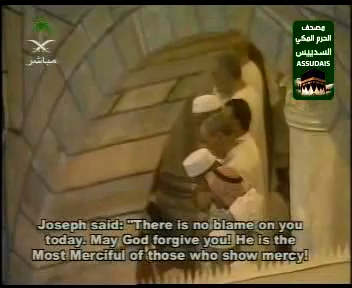 مباشر
مصحف
الحرم المكي
السديس
ASSUDAIS
Joseph said: "There is no blame on you
today. May God forgive you! He is the
Most Merciful of those who show mercy!